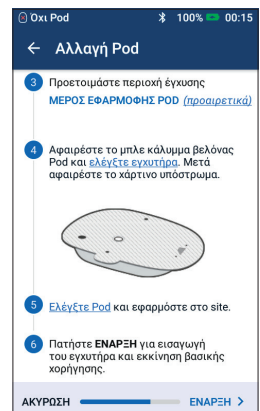 Όχι Pod 100% 00:15
Αλλαγή Pod
3 Προετοιμάστε περιοχή έγχυσης
ΜΕΡΟΣ ΕΦΑΡΜΟΦΗΣ POD (προαιρετικά)
4 Αφαιρέστε το μπλε κάλυμμα βελόνας
Pod και ελέγξτε εγχυτήρα. Μετά
αφαιρέστε το χάρτινο υπόστρωμα.
5 Ελέγξτε Pod και εφαρμόστε στο site.
6 Πατήστε ΕΝΑΡΞΗ για εισαγωγή
του εγχυτήρα και εκκίνηση βασικής
χορήγησης.
ΑΚΥΡΩΣΗ ΕΝΑΡΞΗ >